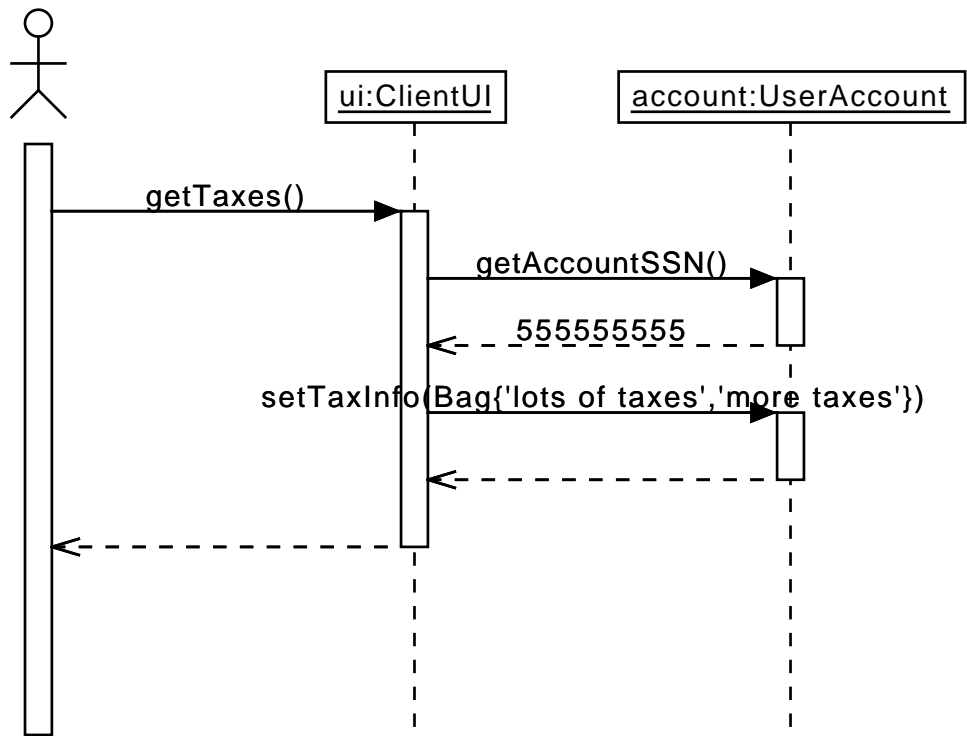 ui:ClientUI
account:UserAccount
getTaxes()
getAccountSSN()
555555555
setTaxInfo(Bag{'lots of taxes','more taxes'})